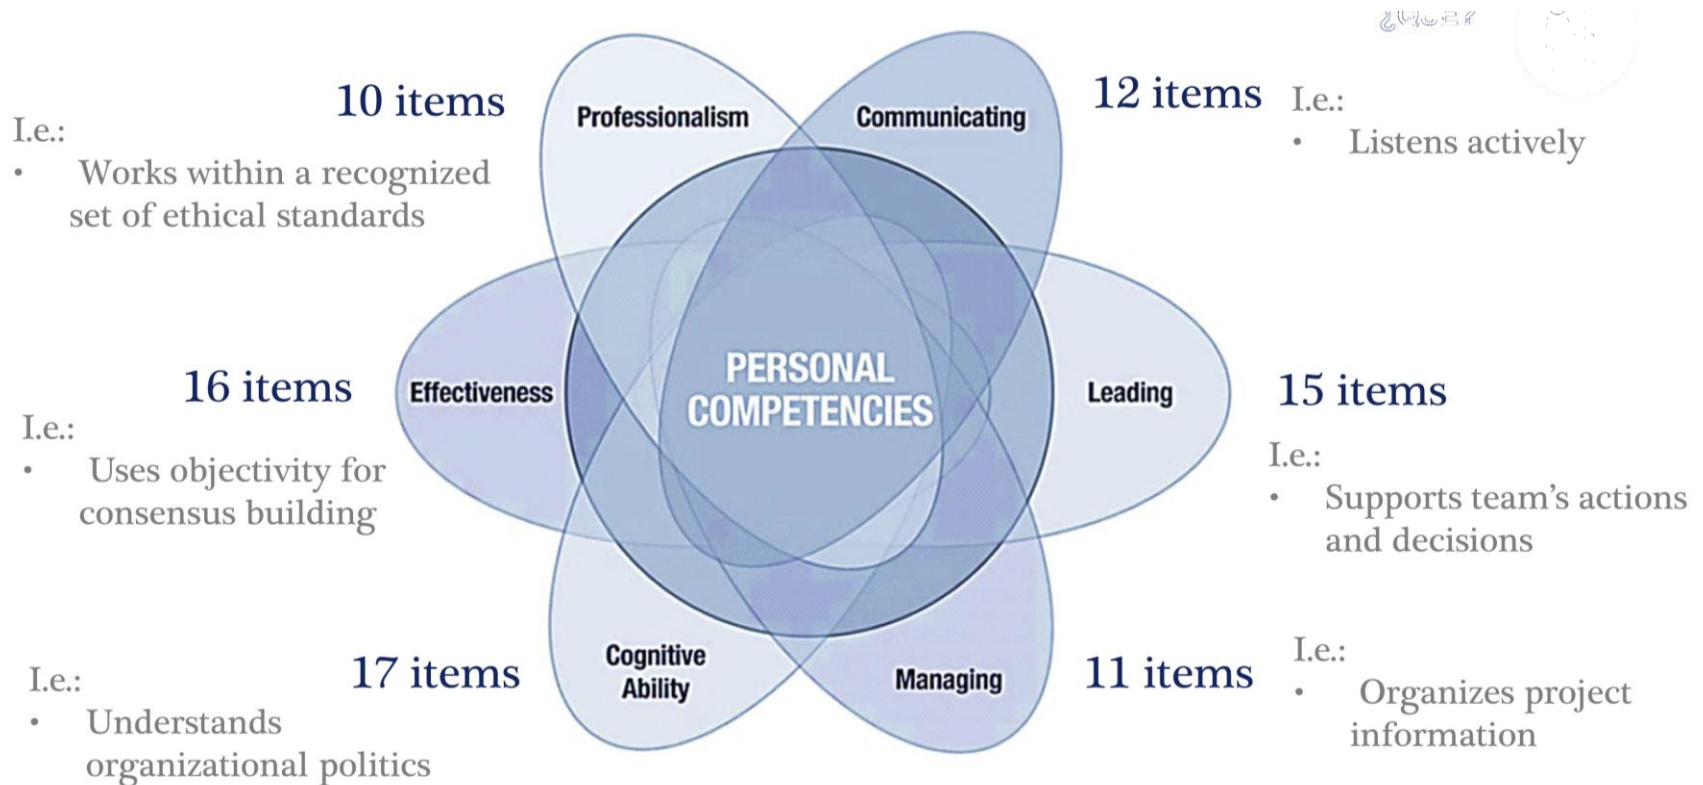 10 items
Professionalism
I.e.:
• Works within a recognized
set of ethical standards
Communicating
12 items
I.e.:
• Listens actively
16 items
Effectiveness
I.e.:
• Uses objectivity for
consensus building
PERSONAL
COMPETENCIES
Leading
15 items
I.e.:
• Supports team's actions
and decisions
17 items
Cognitive
Ability
I.e.:
• Understands
organizational politics
Managing
11 items
I.e.:
• Organizes project
information